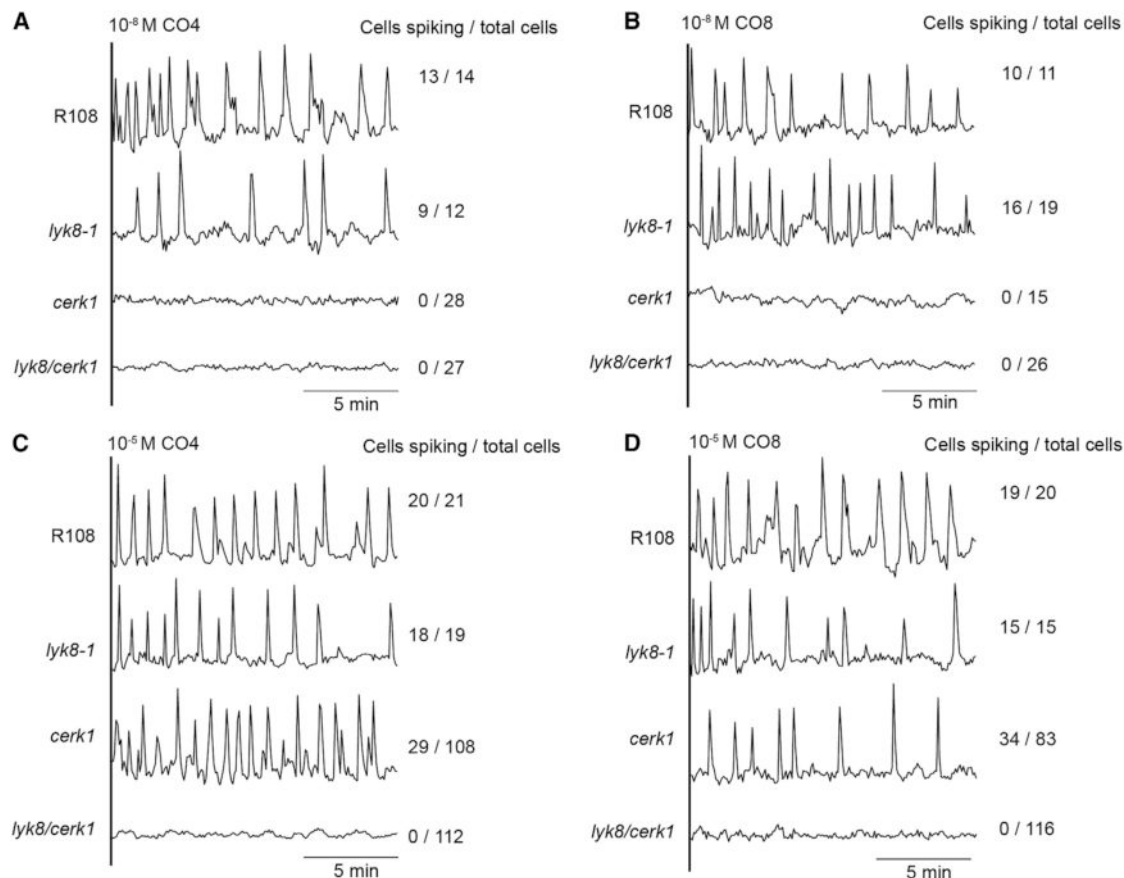 A
10⁻⁸ M CO4
Cells spiking / total cells
R108
13 / 14
lyk8-1
9 / 12
cerk1
0 / 28
lyk8/cerk1
0 / 27
5 min
B
10⁻⁸ M CO8
Cells spiking / total cells
R108
10 / 11
lyk8-1
16 / 19
cerk1
0 / 15
lyk8/cerk1
0 / 26
5 min
C
10⁻⁵ M CO4
Cells spiking / total cells
R108
20 / 21
lyk8-1
18 / 19
cerk1
29 / 108
lyk8/cerk1
0 / 112
5 min
D
10⁻⁵ M CO8
Cells spiking / total cells
R108
19 / 20
lyk8-1
15 / 15
cerk1
34 / 83
lyk8/cerk1
0 / 116
5 min